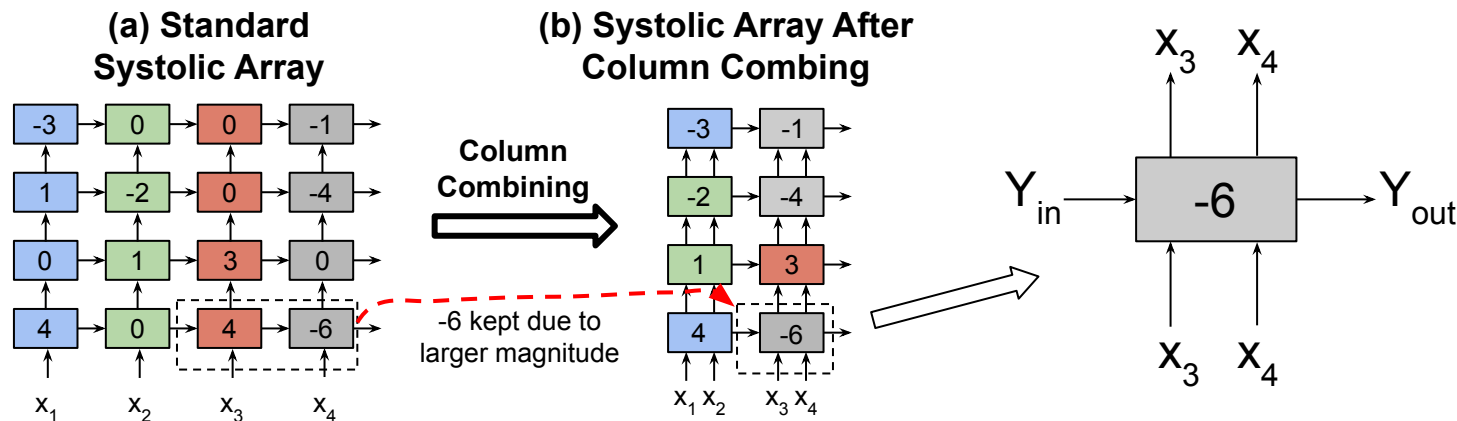 (a) Standard
Systolic Array
-3 0 0 -1
1 -2 0 -4
0 1 3 0
4 0 4 -6
x1 x2 x3 x4
Column
Combining
-6 kept due to
larger magnitude
(b) Systolic Array After
Column Combing
-3 -1
-2 -4
1 3
4 -6
x1 x2 x3 x4
x3 x4
Yin -6 Yout
x3 x4